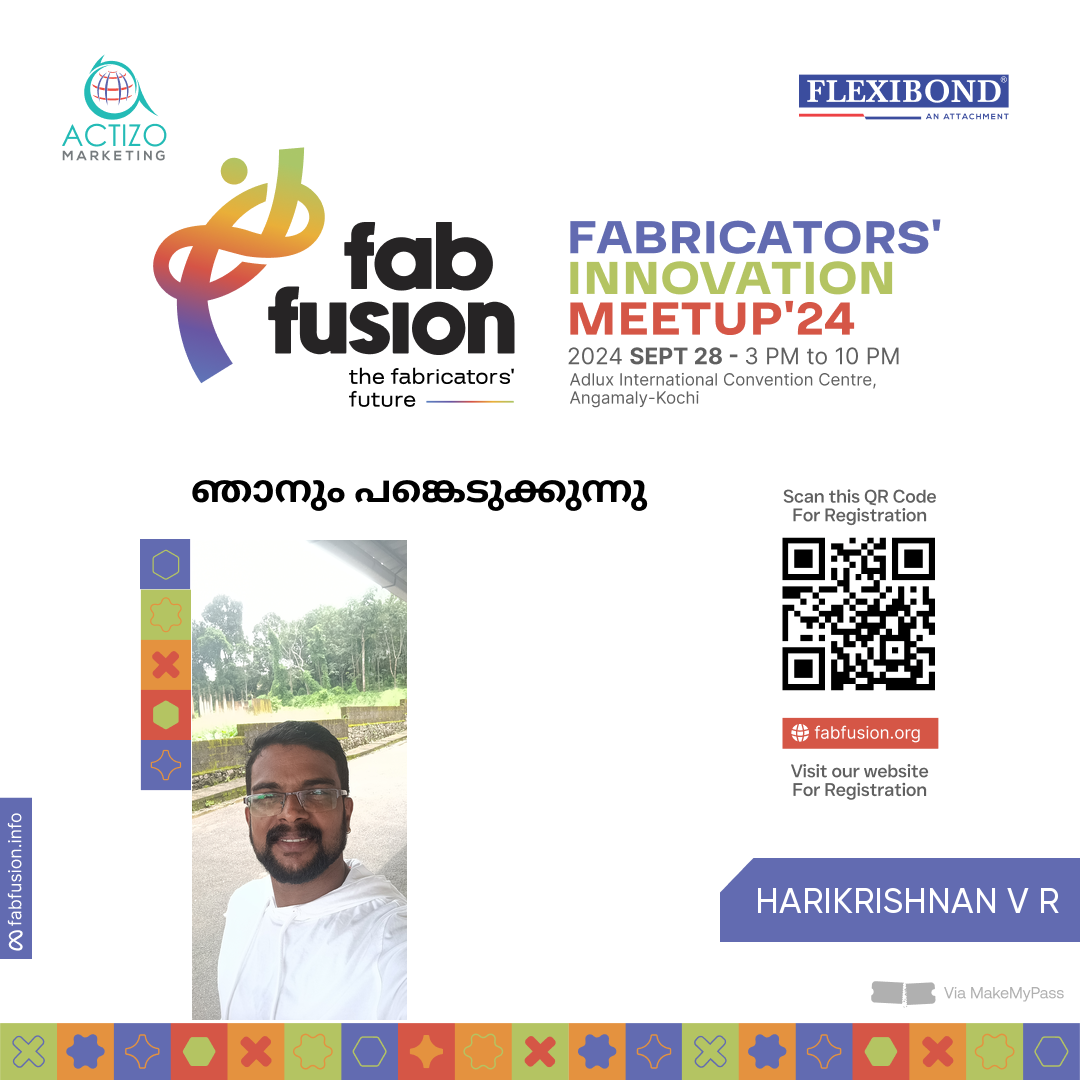 ACTIZO
MARKETING
FLEXIBOND®
AN ATTACHMENT
fab
fusion
the fabricators'
future
FABRICATORS'
INNOVATION
MEETUP'24
2024 SEPT 28 - 3 PM to 10 PM
Adlux International Convention Centre,
Angamaly-Kochi
ഞാനും പങ്കെടുക്കുന്നു
Scan this QR Code
For Registration
fabfusion.org
Visit our website
For Registration
fabfusion.info
HARIKRISHNAN V R
Via MakeMyPass